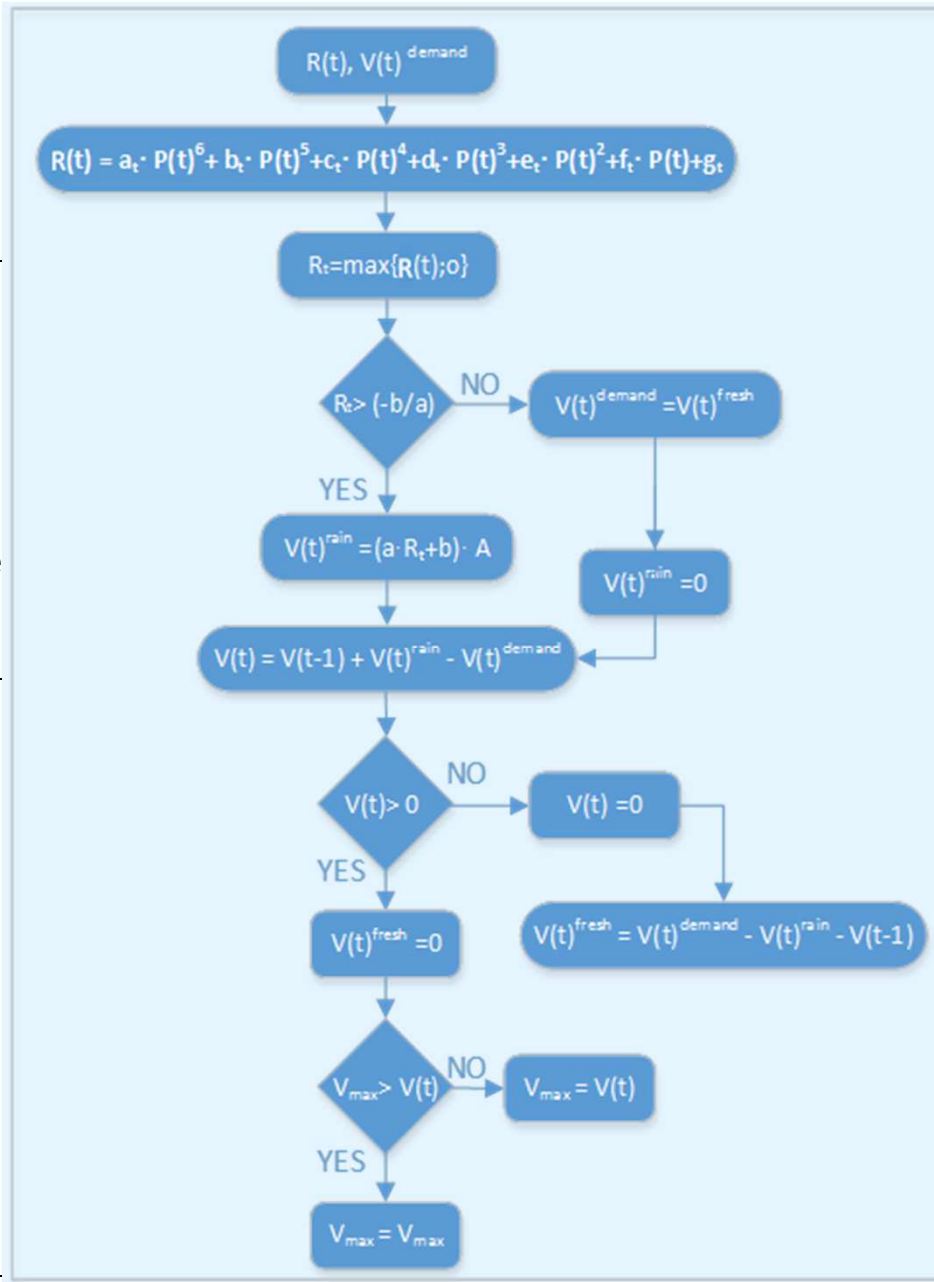 R(t), V(t) demand
R(t) = aₜ· P(t)⁶+ bₜ· P(t)⁵+cₜ· P(t)⁴+dₜ· P(t)³+eₜ· P(t)²+fₜ· P(t)+gₜ
Rₜ=max{R(t);o}
Rₜ> (-b/a)
NO
V(t)demand =V(t)fresh
YES
V(t)rain =(a·Rₜ+b)· A
V(t)rain =0
V(t) = V(t-1) + V(t)rain - V(t)demand
V(t)> 0
NO
V(t) =0
YES
V(t)fresh =0
V(t)fresh = V(t)demand - V(t)rain - V(t-1)
Vmax> V(t)
NO
Vmax = V(t)
YES
Vmax = Vmax